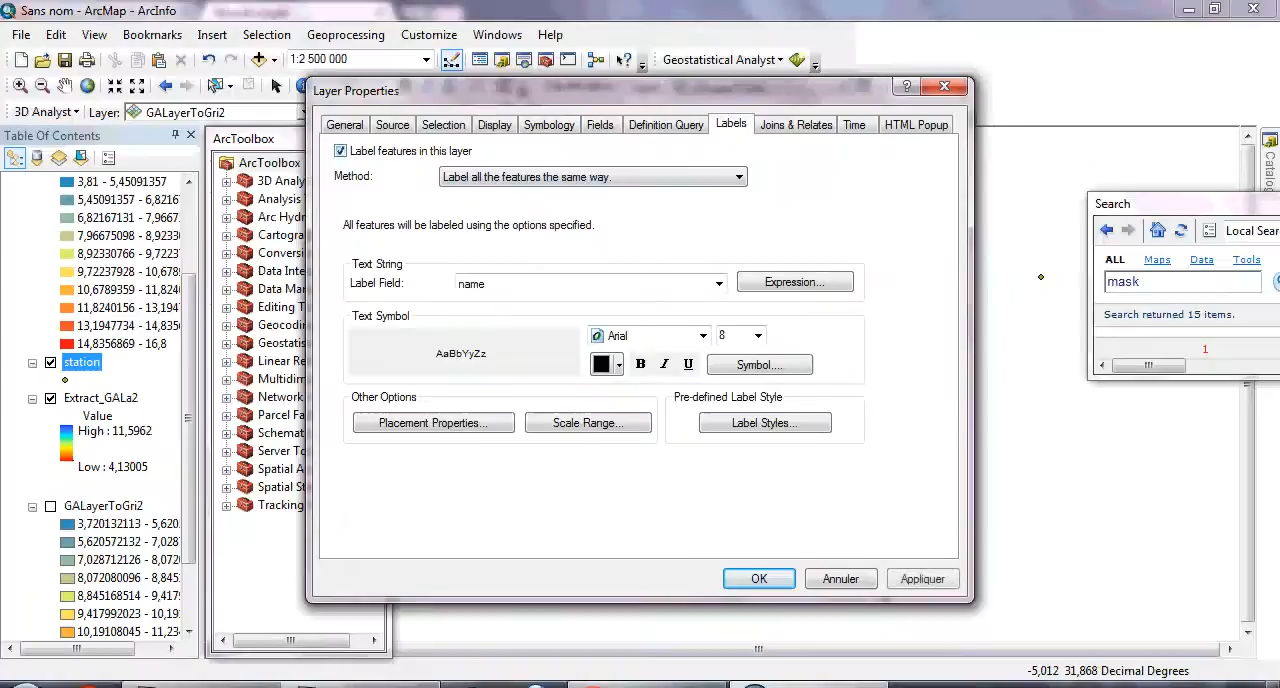 Sans nom - ArcMap - ArcInfo
File Edit View Bookmarks Insert Selection Geoprocessing Customize Windows Help
1:2 500 000
Geostatistical Analyst
3D Analyst
Layer:
GALayerToGri2
Table Of Contents
3,81 - 5,45091357
5,45091357 - 6,8216
6,82167131 - 7,9667
7,96675098 - 8,9233
8,92330766 - 9,7223
9,72237928 - 10,678
10,6789359 - 11,824
11,8240156 - 13,194
13,1946734 - 14,835
14,8356869 - 16,8
station
Extract_GALa2
Value
High : 11,5962
Low : 4,13005
GALayerToGri2
3,720132113 - 5,620
5,620572132 - 7,028
7,028712126 - 8,072
8,072080096 - 8,845
8,845168514 - 9,417
9,417992023 - 10,19
10,19108045 - 11,23
ArcToolbox
ArcToolbox
3D Analy
Analysis
Arc Hydr
Cartogra
Conversi
Data Inte
Data Mar
Editing T
Geocodin
Geostatis
Linear Re
Multidim
Network
Parcel Fa
Schemat
Server To
Spatial A
Spatial St
Tracking
Layer Properties
General Source Selection Display Symbology Fields Definition Query Labels Joins & Relates Time HTML Popup
Label features in this layer
Method:
Label all the features the same way.
All features will be labeled using the options specified.
Text String
Label Field:
name
Expression...
Text Symbol
AaBbYyZz
Arial
8
B I U
Symbol...
Other Options
Placement Properties...
Scale Range...
Pre-defined Label Style
Label Styles...
OK
Annuler
Appliquer
Search
Local Sear
ALL Maps Data Tools
mask
Search returned 15 items.
1
Catalog
-5,012 31,868 Decimal Degrees